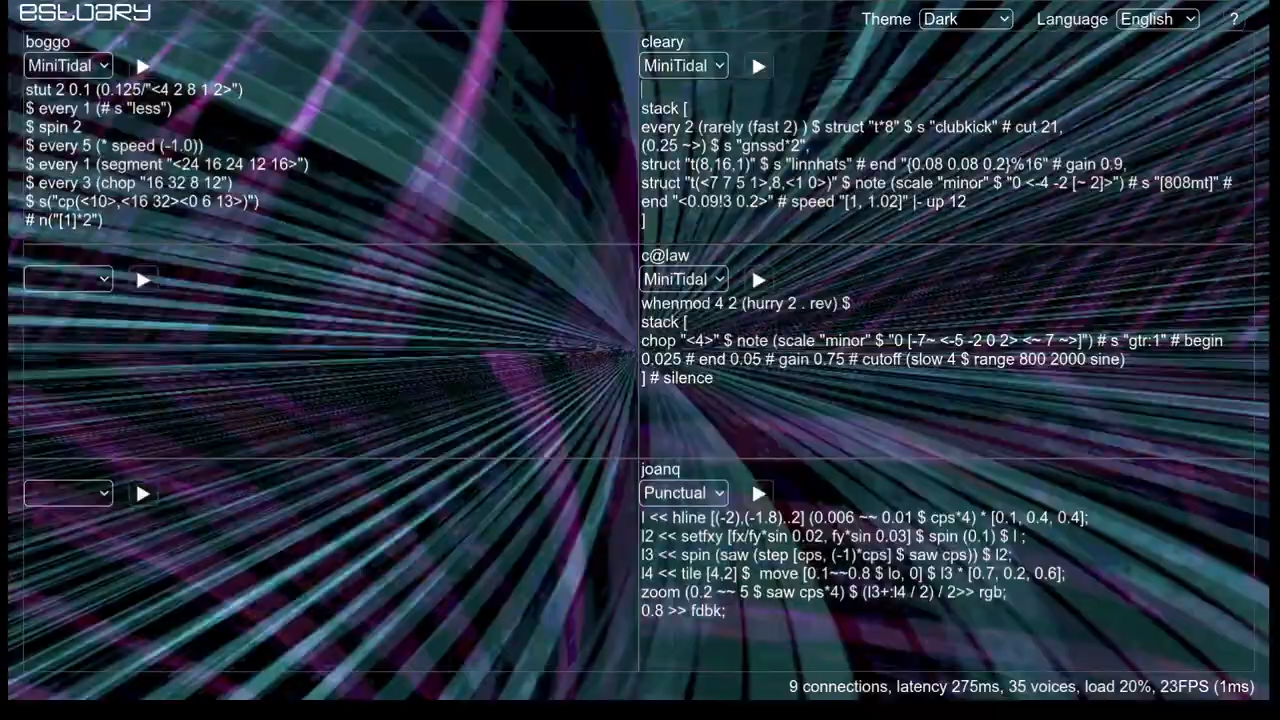 estuary
Theme Dark Language English ?
boggo
MiniTidal
stut 2 0.1 (0.125/"<4 2 8 1 2>")
$ every 1 (# s "less")
$ spin 2
$ every 5 (* speed (-1.0))
$ every 1 (segment "<24 16 24 12 16>")
$ every 3 (chop "16 32 8 12")
$ s("cp(<10>,<16 32><0 6 13>)")
# n("[1]*2")
cleary
MiniTidal
stack [
every 2 (rarely (fast 2) ) $ struct "t*8" $ s "clubkick" # cut 21,
(0.25 ~>) $ s "gnssd*2",
struct "t(8,16,1)" $ s "linnhats" # end "{0.08 0.08 0.2}%16" # gain 0.9,
struct "t(<7 7 5 1>,8,<1 0>)" $ note (scale "minor" $ "0 <-4 -2 [~ 2]>") # s "[808mt]" #
end "<0.09!3 0.2>" # speed "[1, 1.02]" |- up 12
]
c@law
MiniTidal
whenmod 4 2 (hurry 2 . rev) $
stack [
chop "<4>" $ note (scale "minor" $ "0 [-7~ <-5 -2 0 2> <~ 7 ~>]") # s "gtr:1" # begin
0.025 # end 0.05 # gain 0.75 # cutoff (slow 4 $ range 800 2000 sine)
] # silence
joanq
Punctual
l << hline [(-2),(-1.8)..2] (0.006 ~~ 0.01 $ cps*4) * [0.1, 0.4, 0.4];
l2 << setfxy [fx/fy*sin 0.02, fy*sin 0.03] $ spin (0.1) $ l ;
l3 << spin (saw (step [cps, (-1)*cps] $ saw cps)) $ l2;
l4 << tile [4,2] $  move [0.1~~0.8 $ lo, 0] $ l3 * [0.7, 0.2, 0.6];
zoom (0.2 ~~ 5 $ saw cps*4) $ (l3+:l4 / 2) / 2>> rgb;
0.8 >> fdbk;
9 connections, latency 275ms, 35 voices, load 20%, 23FPS (1ms)